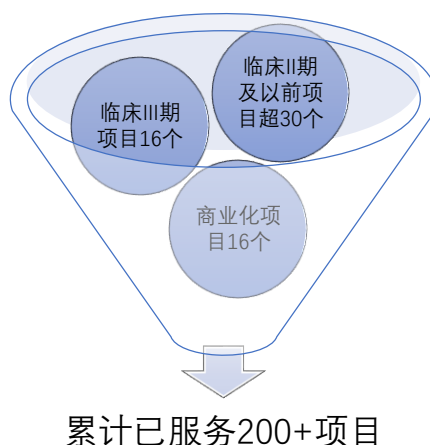 临床III期
项目16个
临床II期
及以前项
目超30个
商业化项
目16个
累计已服务200+项目